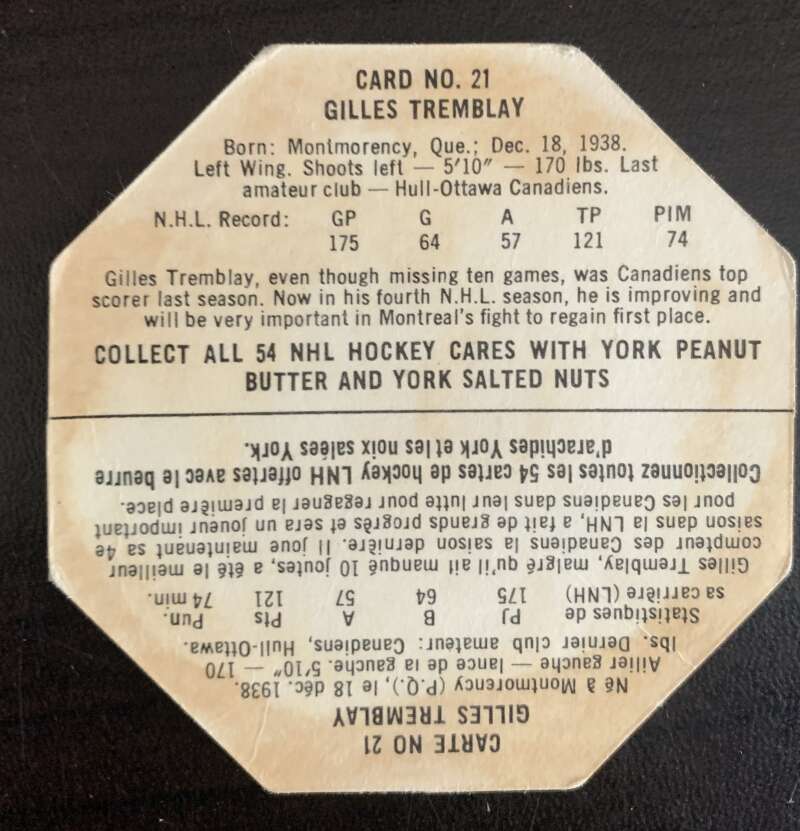 CARD NO. 21
GILLES TREMBLAY
Born: Montmorency, Que.; Dec. 18, 1938.
Left Wing. Shoots left — 5'10" — 170 lbs. Last
amateur club — Hull-Ottawa Canadiens.
N.H.L. Record: GP G A TP PIM
175 64 57 121 74
Gilles Tremblay, even though missing ten games, was Canadiens top
scorer last season. Now in his fourth N.H.L. season, he is improving and
will be very important in Montreal's fight to regain first place.
COLLECT ALL 54 NHL HOCKEY CARES WITH YORK PEANUT
BUTTER AND YORK SALTED NUTS
CARTE NO 21
GILLES TREMBLAY
Né à Montmorency (P.Q.), le 18 déc. 1938.
Ailier gauche — lance de la gauche. 5'10" — 170
lbs. Dernier club amateur: Canadiens, Hull-Ottawa.
Statistiques de PJ B A Pts Pun.
sa carrière (LNH) 175 64 57 121 74 min.
Gilles Tremblay, malgré qu'il ait manqué 10 joutes, a été le meilleur
compteur des Canadiens la saison dernière. Il joue maintenant sa 4e
saison dans la LNH, a fait de grands progrès et sera un joueur important
pour les Canadiens dans leur lutte pour regagner la première place.
Collectionnez toutes les 54 cartes de hockey LNH offertes avec le beurre
d'arachides York et les noix salées York.